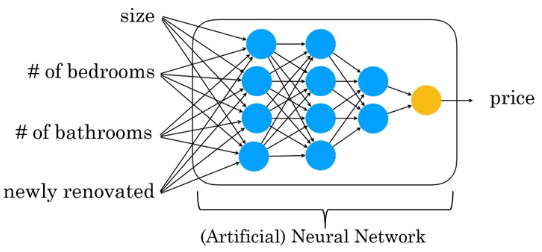 size
# of bedrooms
# of bathrooms
newly renovated
price
(Artificial) Neural Network